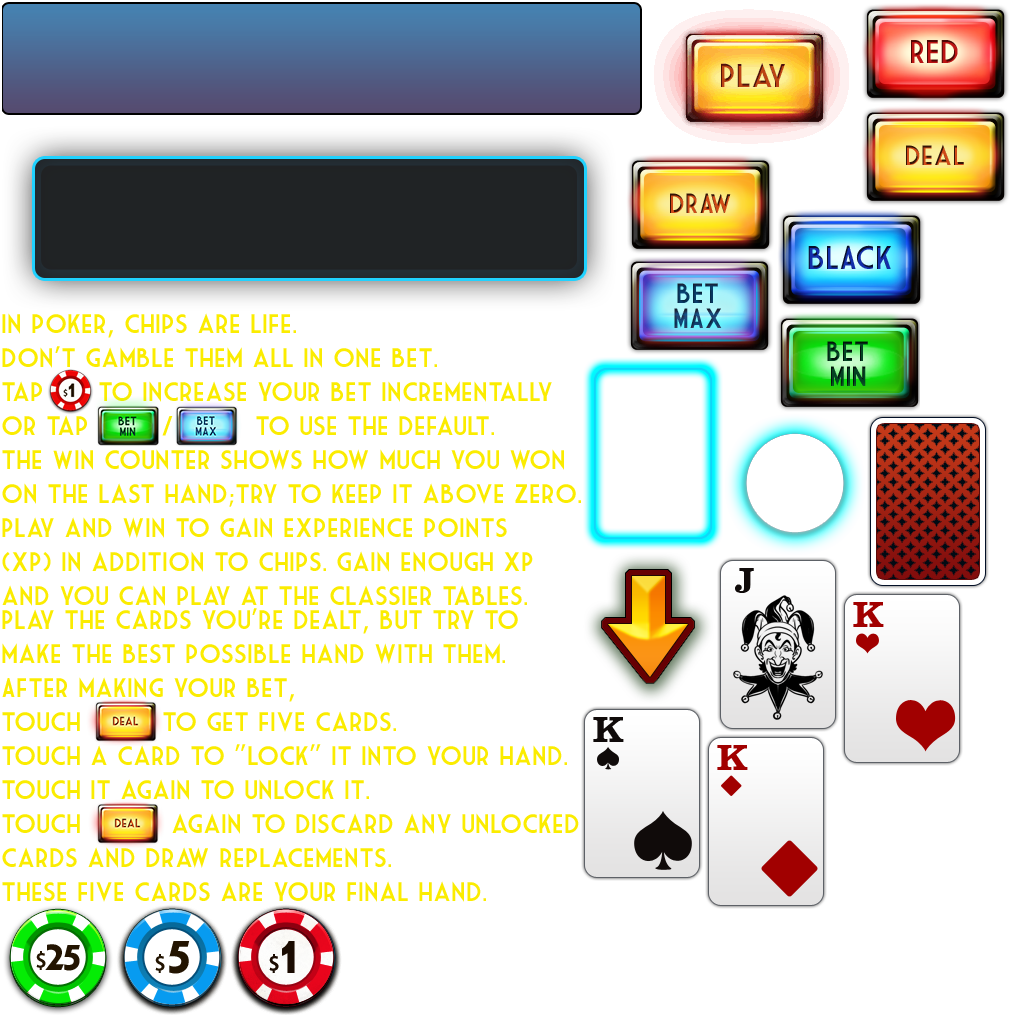 PLAY
RED
DEAL
DRAW
BLACK
BET
MAX
BET
MIN
IN POKER, CHIPS ARE LIFE.
DON'T GAMBLE THEM ALL IN ONE BET.
TAP $1 TO INCREASE YOUR BET INCREMENTALLY
OR TAP BET MIN / BET MAX TO USE THE DEFAULT.
THE WIN COUNTER SHOWS HOW MUCH YOU WON
ON THE LAST HAND;TRY TO KEEP IT ABOVE ZERO.
PLAY AND WIN TO GAIN EXPERIENCE POINTS
(XP) IN ADDITION TO CHIPS. GAIN ENOUGH XP
AND YOU CAN PLAY AT THE CLASSIER TABLES.
PLAY THE CARDS YOU'RE DEALT, BUT TRY TO
MAKE THE BEST POSSIBLE HAND WITH THEM.
AFTER MAKING YOUR BET,
TOUCH DEAL TO GET FIVE CARDS.
TOUCH A CARD TO "LOCK" IT INTO YOUR HAND.
TOUCH IT AGAIN TO UNLOCK IT.
TOUCH DEAL AGAIN TO DISCARD ANY UNLOCKED
CARDS AND DRAW REPLACEMENTS.
THESE FIVE CARDS ARE YOUR FINAL HAND.
J
K
K
K
$25
$5
$1